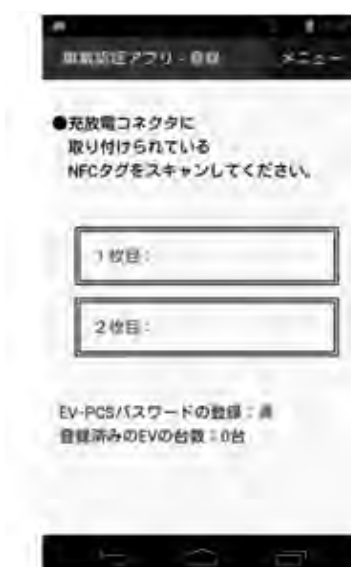 車載認証アプリ - 登録 メニュー
●充放電コネクタに
取り付けられている
NFCタグをスキャンしてください。
1枚目：
2枚目：
EV-PCSパスワードの登録：済
登録済みのEVの台数：0台